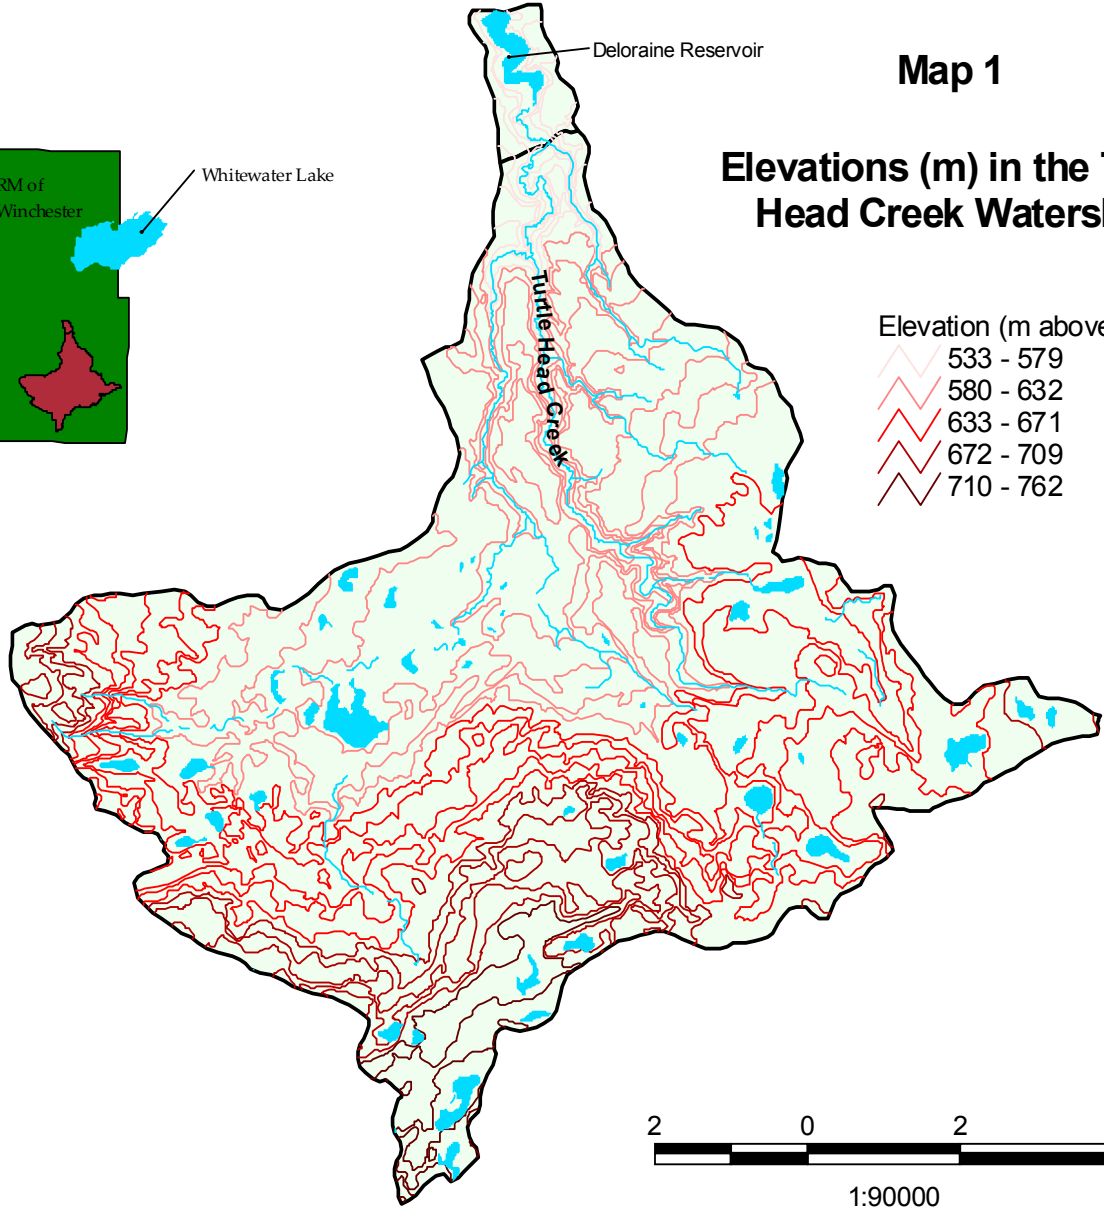 Deloraine Reservoir
Map 1
Whitewater Lake
RM of
Winchester
Elevations (m) in the
Head Creek Watersh
Turtle Head Creek
Elevation (m above
533 - 579
580 - 632
633 - 671
672 - 709
710 - 762
2 0 2
1:90000